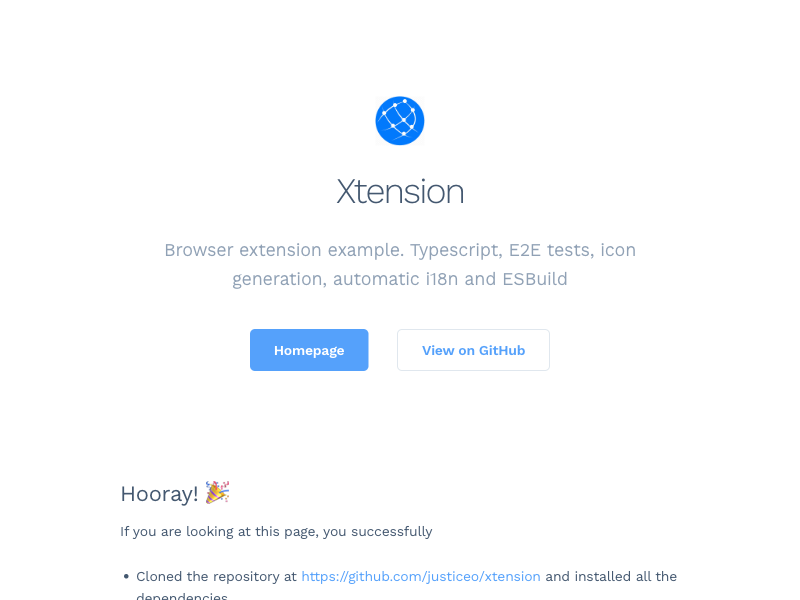 Xtension
Browser extension example. Typescript, E2E tests, icon
generation, automatic i18n and ESBuild
Homepage
View on GitHub
Hooray! 🎉
If you are looking at this page, you successfully
• Cloned the repository at https://github.com/justiceo/xtension and installed all the
dependencies